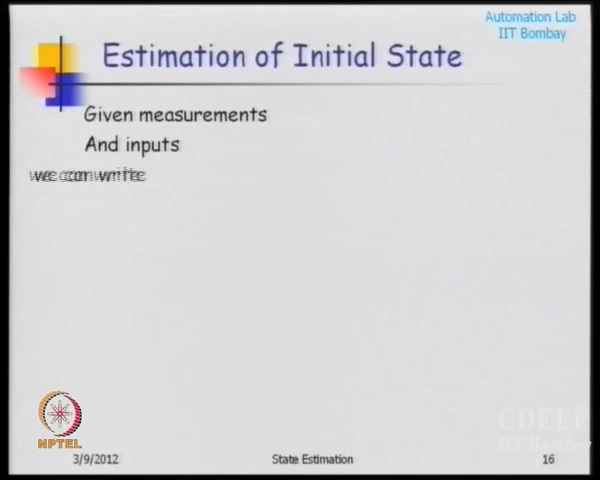 Automation Lab
IIT Bombay
Estimation of Initial State
Given measurements
And inputs
we can write
CDEEP
IIT Bombay
NPTEL
3/9/2012
State Estimation
16